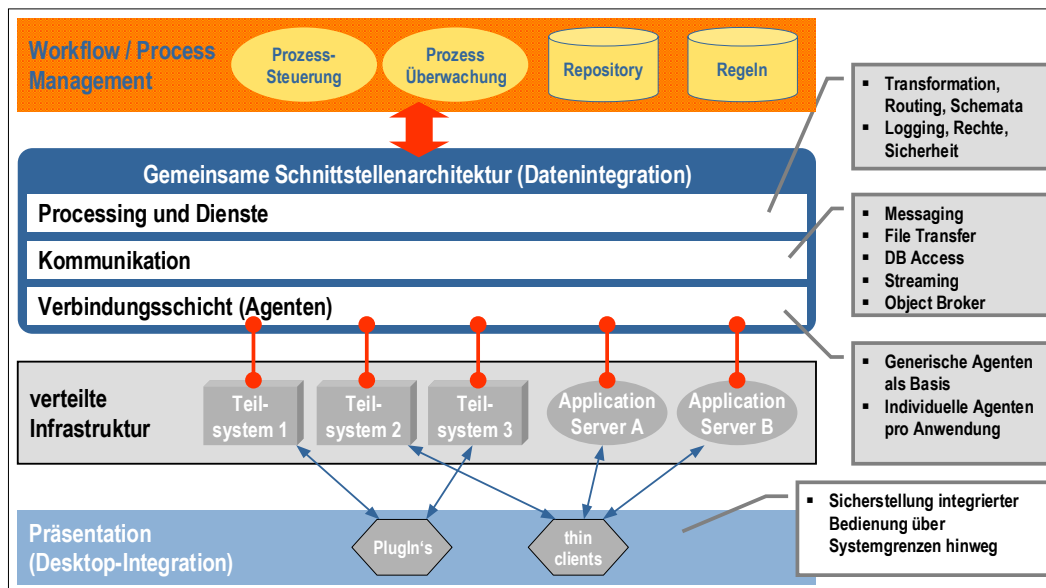 Workflow / Process
Management
Prozess-
Steuerung
Prozess
Überwachung
Repository
Regeln
▪ Transformation,
Routing, Schemata
▪ Logging, Rechte,
Sicherheit
Gemeinsame Schnittstellenarchitektur (Datenintegration)
Processing und Dienste
Kommunikation
Verbindungsschicht (Agenten)
▪ Messaging
▪ File Transfer
▪ DB Access
▪ Streaming
▪ Object Broker
▪ Generische Agenten
als Basis
▪ Individuelle Agenten
pro Anwendung
verteilte
Infrastruktur
Teil-
system 1
Teil-
system 2
Teil-
system 3
Application
Server A
Application
Server B
▪ Sicherstellung integrierter
Bedienung über
Systemgrenzen hinweg
Präsentation
(Desktop-Integration)
PlugIn‘s
thin
clients